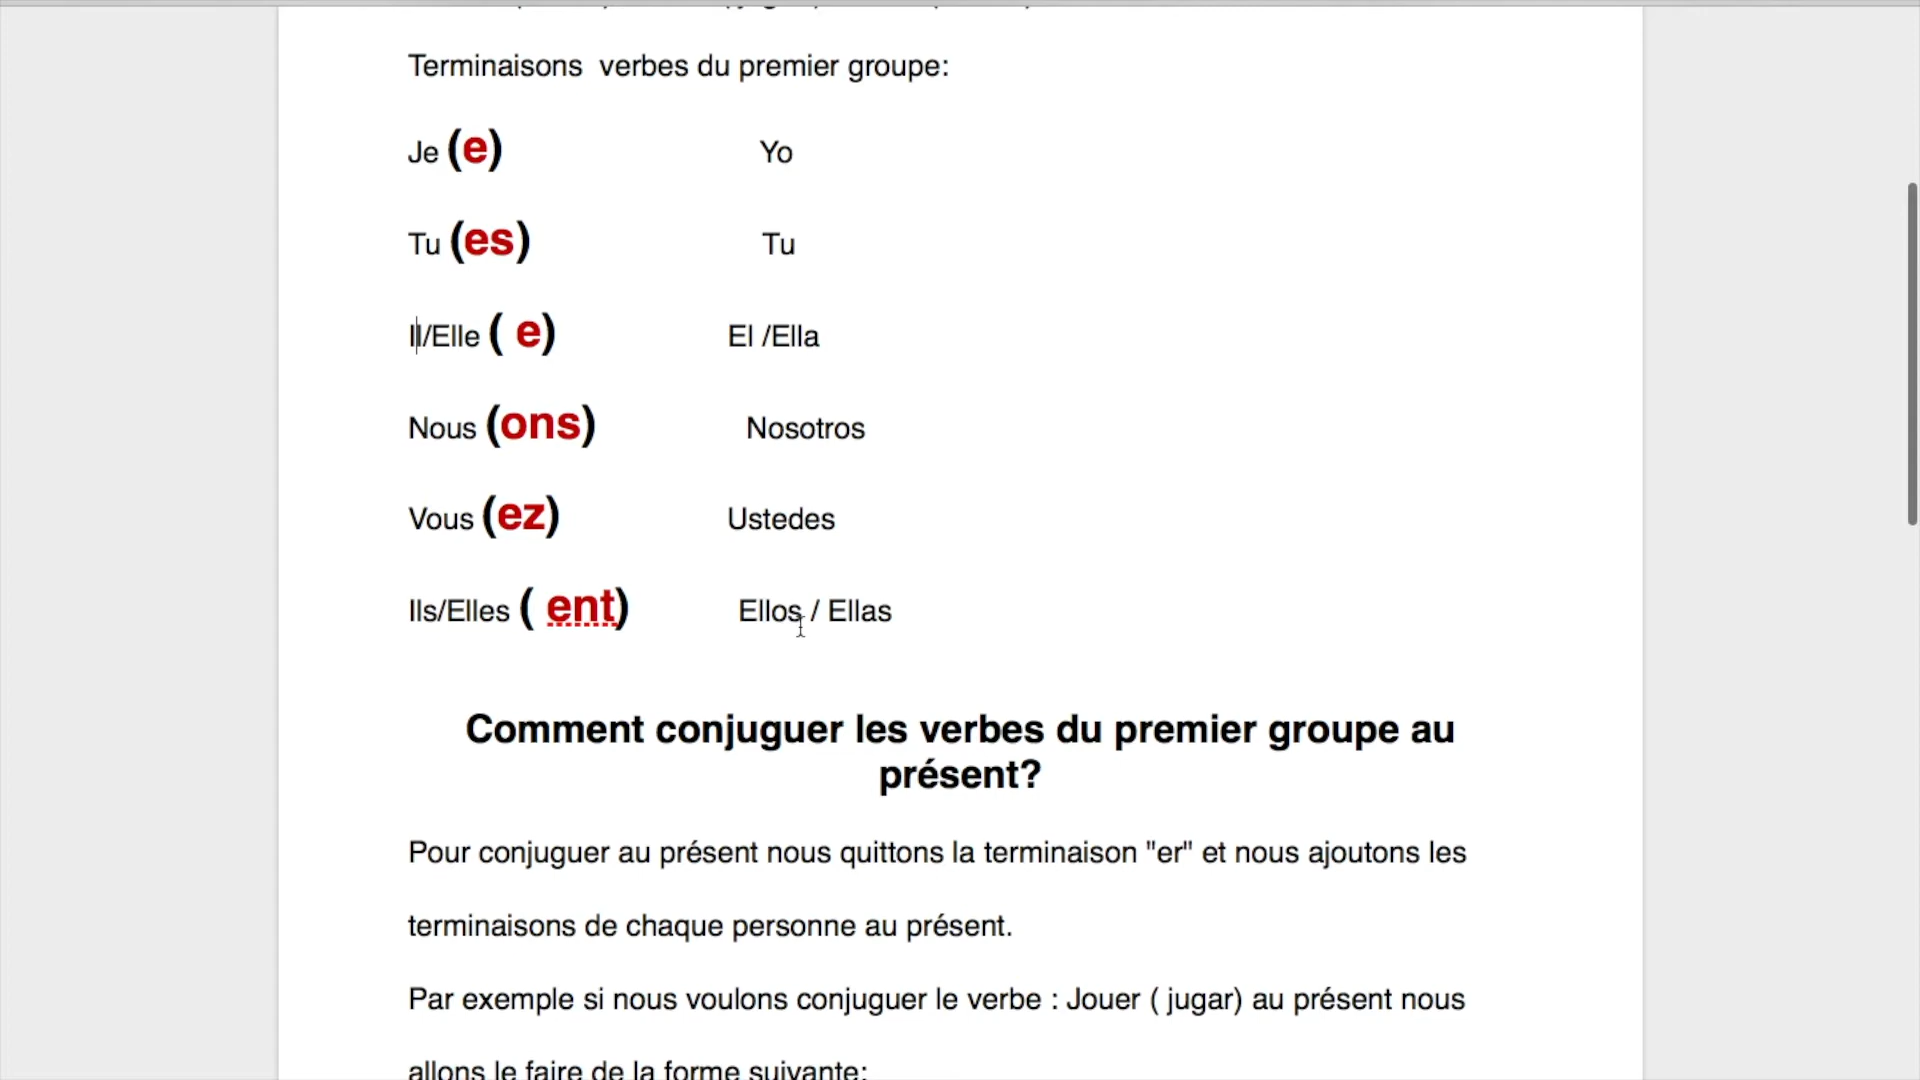 Terminaisons verbes du premier groupe:
Je (e) Yo
Tu (es) Tu
Il/Elle ( e) El /Ella
Nous (ons) Nosotros
Vous (ez) Ustedes
Ils/Elles ( ent) Ellos / Ellas
Comment conjuguer les verbes du premier groupe au
présent?
Pour conjuguer au présent nous quittons la terminaison "er" et nous ajoutons les
terminaisons de chaque personne au présent.
Par exemple si nous voulons conjuguer le verbe : Jouer ( jugar) au présent nous
allons le faire de la forme suivante: